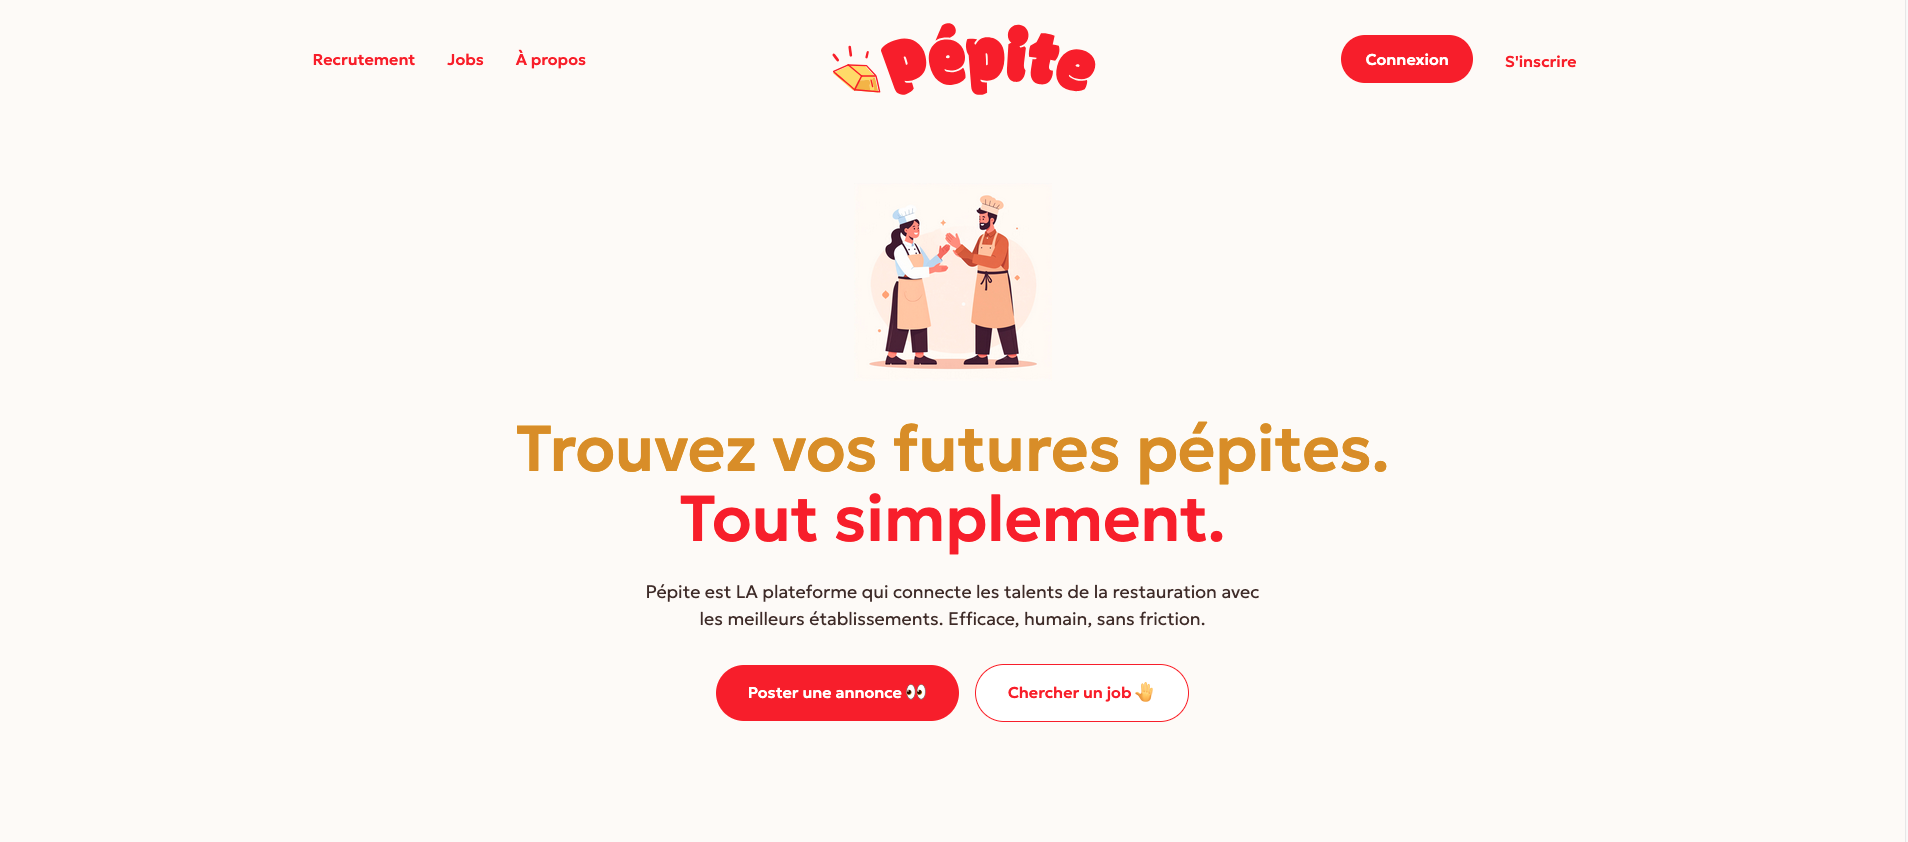 Recrutement
Jobs
À propos
pépite
Connexion
S'inscrire
Trouvez vos futures pépites.
Tout simplement.
Pépite est LA plateforme qui connecte les talents de la restauration avec
les meilleurs établissements. Efficace, humain, sans friction.
Poster une annonce 👀
Chercher un job 🤚